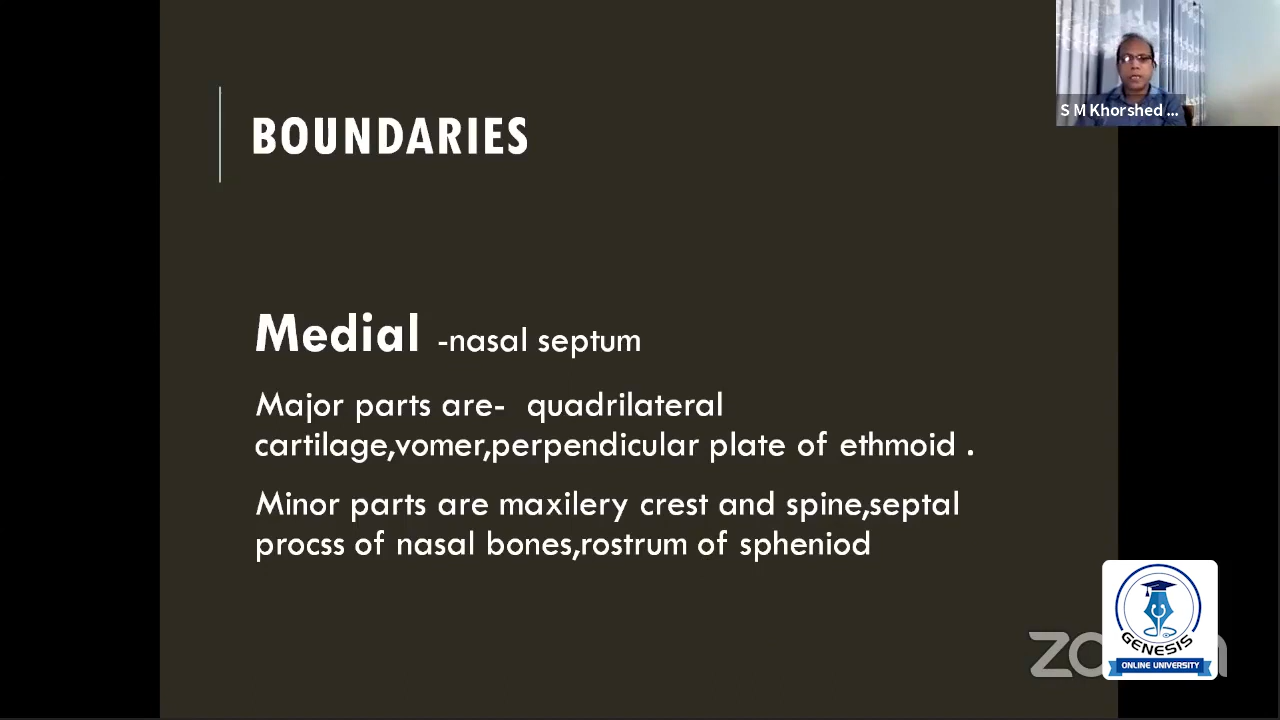 S M Khorshed ...
BOUNDARIES
Medial -nasal septum
Major parts are- quadrilateral
cartilage,vomer,perpendicular plate of ethmoid .
Minor parts are maxilery crest and spine,septal
procss of nasal bones,rostrum of spheniod
GENESIS
ONLINE UNIVERSITY